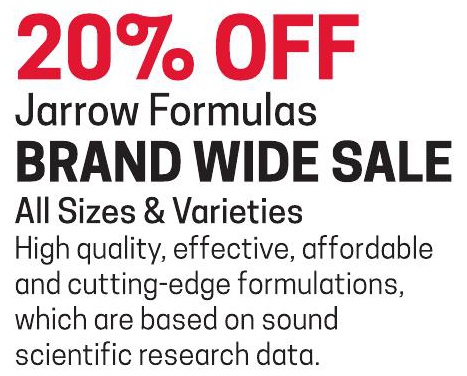 20% OFF
Jarrow Formulas
BRAND WIDE SALE
All Sizes & Varieties
High quality, effective, affordable
and cutting-edge formulations,
which are based on sound
scientific research data.